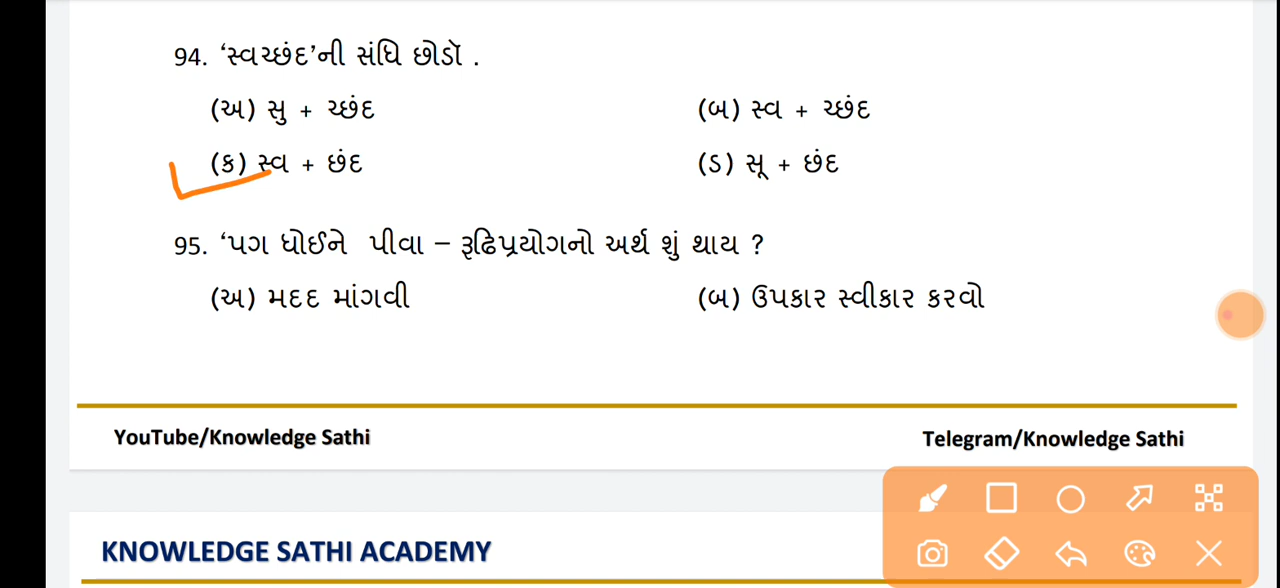 94. ‘સ્વચ્છંદ’ની સંધિ છોડૉ .
(અ) સુ + ચ્છંદ (બ) સ્વ + ચ્છંદ
(ક) સ્વ + છંદ (ડ) સૂ + છંદ
95. ‘પગ ધોઈને પીવા – રૂઢિપ્રયોગનો અર્થ શું થાય ?
(અ) મદદ માંગવી (બ) ઉપકાર સ્વીકાર કરવો
YouTube/Knowledge Sathi Telegram/Knowledge Sathi
KNOWLEDGE SATHI ACADEMY